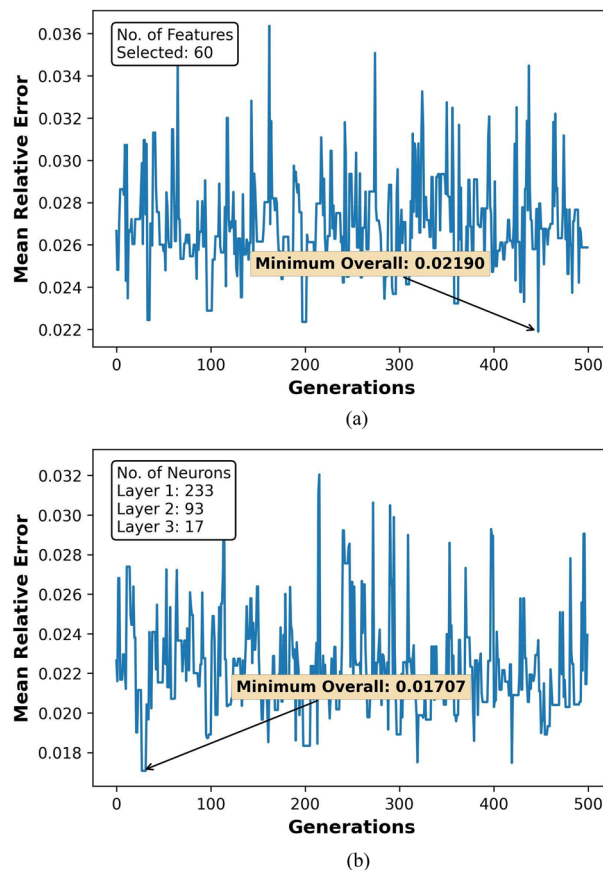 No. of Features
Selected: 60
0.036
0.034
0.032
0.030
0.028
0.026
0.024
0.022
Mean Relative Error
Minimum Overall: 0.02190
0
100
200
300
400
500
Generations
(a)
No. of Neurons
Layer 1: 233
Layer 2: 93
Layer 3: 17
0.032
0.030
0.028
0.026
0.024
0.022
0.020
0.018
Mean Relative Error
Minimum Overall: 0.01707
0
100
200
300
400
500
Generations
(b)